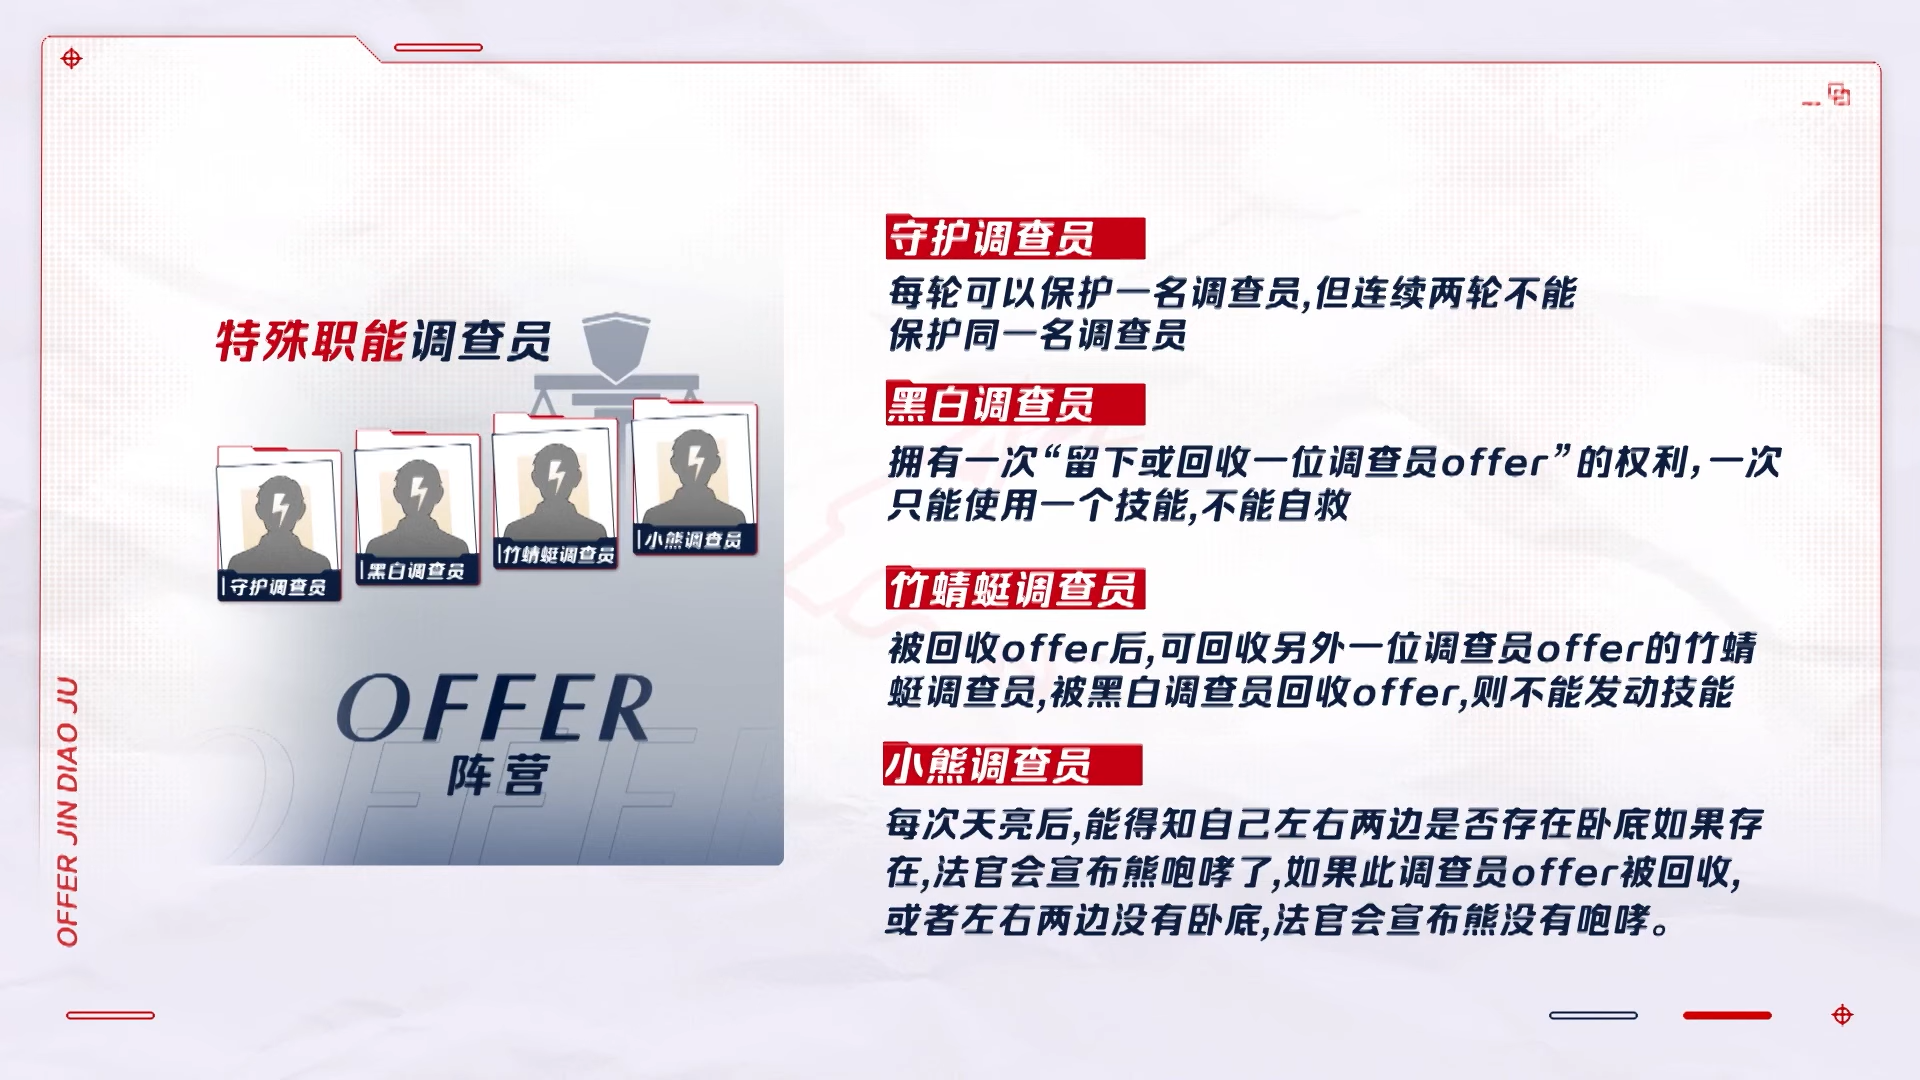 特殊职能调查员
守护调查员
黑白调查员
竹蜻蜓调查员
小熊调查员
OFFER
阵营
OFFER JIN DIAO JU
守护调查员
每轮可以保护一名调查员,但连续两轮不能
保护同一名调查员
黑白调查员
拥有一次“留下或回收一位调查员offer”的权利,一次
只能使用一个技能,不能自救
竹蜻蜓调查员
被回收offer后,可回收另外一位调查员offer的竹蜻
蜓调查员,被黑白调查员回收offer,则不能发动技能
小熊调查员
每次天亮后,能得知自己左右两边是否存在卧底如果存
在,法官会宣布熊咆哮了,如果此调查员offer被回收,
或者左右两边没有卧底,法官会宣布熊没有咆哮。